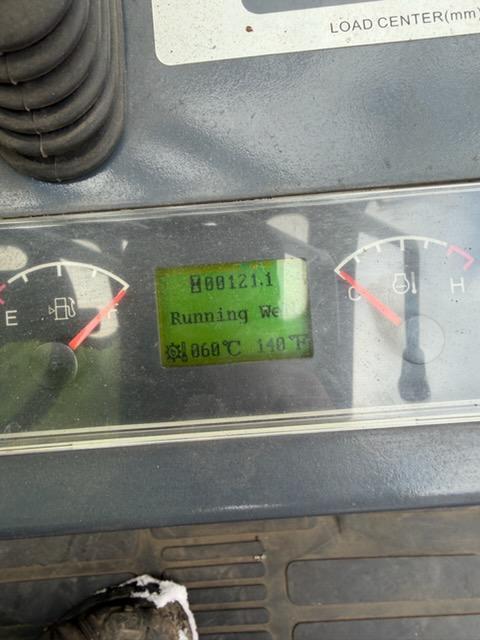 LOAD CENTER(mm)
00121.1
Running We
E
F
C
H
060℃ 140℉